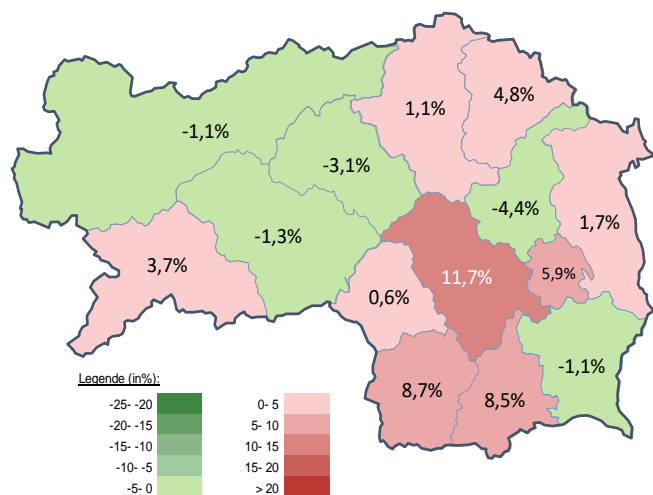 4,8%
1,1%
-1,1%
-3,1%
-4,4%
1,7%
-1,3%
3,7%
5,9%
11,7%
0,6%
-1,1%
8,7%
8,5%
Legende (in%):
-25- -20 0- 5
-20- -15 5- 10
-15- -10 10- 15
-10- -5 15- 20
-5- 0 > 20